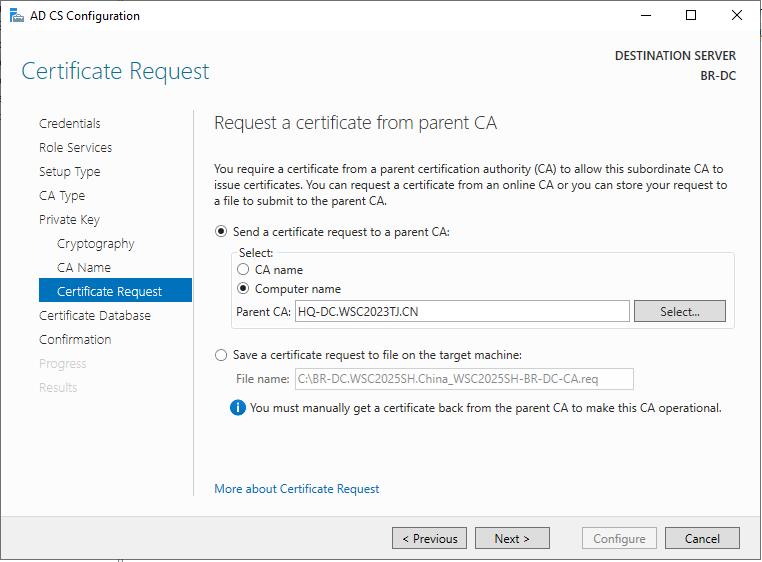 AD CS Configuration
Certificate Request
DESTINATION SERVER
BR-DC
Credentials
Role Services
Setup Type
CA Type
Private Key
Cryptography
CA Name
Certificate Request
Certificate Database
Confirmation
Progress
Results
Request a certificate from parent CA
You require a certificate from a parent certification authority (CA) to allow this subordinate CA to
issue certificates. You can request a certificate from an online CA or you can store your request to
a file to submit to the parent CA.
Send a certificate request to a parent CA:
Select:
CA name
Computer name
Parent CA: HQ-DC.WSC2023TJ.CN Select...
Save a certificate request to file on the target machine:
File name: C:\BR-DC.WSC2025SH.China_WSC2025SH-BR-DC-CA.req
You must manually get a certificate back from the parent CA to make this CA operational.
More about Certificate Request
< Previous Next > Configure Cancel